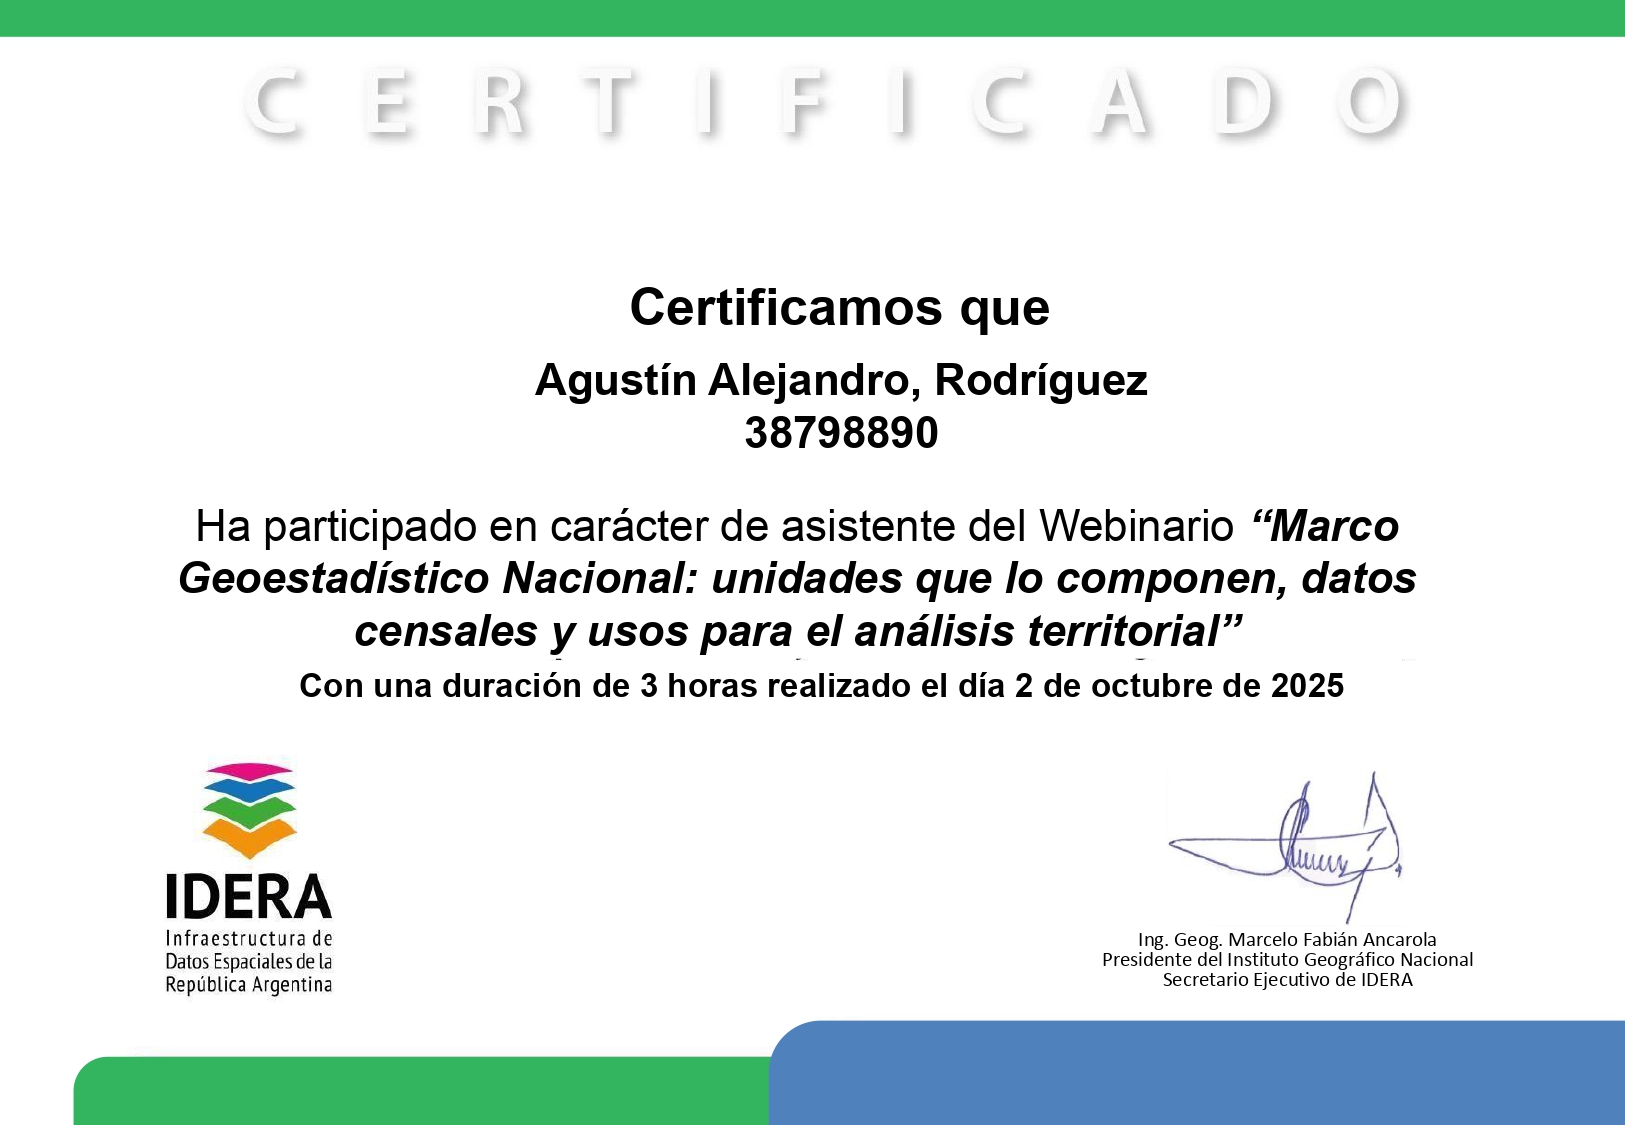 CERTIFICADO
Certificamos que
Agustín Alejandro, Rodríguez
38798890
Ha participado en carácter de asistente del Webinario “Marco
Geoestadístico Nacional: unidades que lo componen, datos
censales y usos para el análisis territorial”
Con una duración de 3 horas realizado el día 2 de octubre de 2025
IDERA
Infraestructura de
Datos Espaciales de la
República Argentina
Ing. Geog. Marcelo Fabián Ancarola
Presidente del Instituto Geográfico Nacional
Secretario Ejecutivo de IDERA